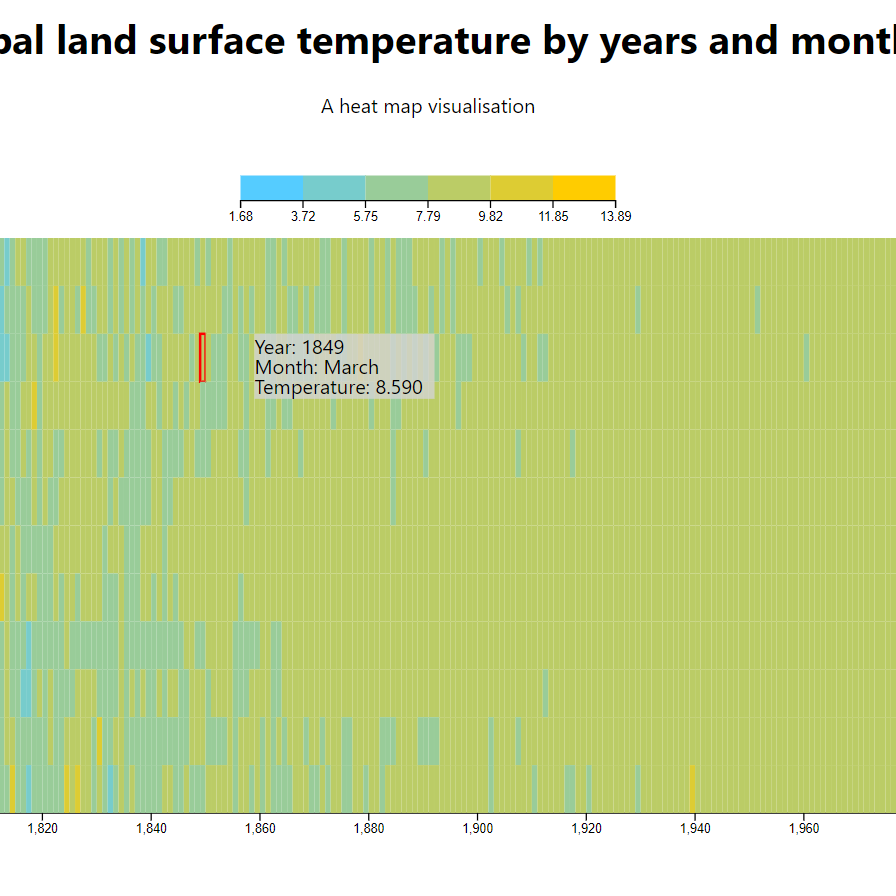 land surface temperature by years and
A heat map visualisation
1.68 3.72 5.75 7.79 9.82 11.85 13.89
Year: 1849
Month: March
Temperature: 8.590
1,820 1,840 1,860 1,880 1,900 1,920 1,940 1,960